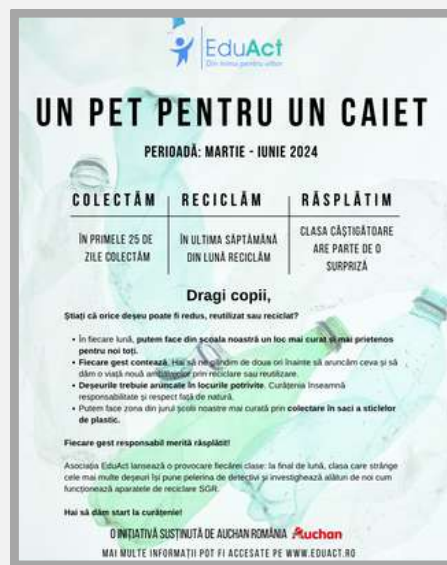 EduAct
Din inima pentru viitor
UN PET PENTRU UN CAIET
PERIOADĂ: MARTIE - IUNIE 2024
COLECTĂM
ÎN PRIMELE 25 DE
ZILE COLECTĂM
RECICLĂM
ÎN ULTIMA SĂPTĂMÂNĂ
DIN LUNĂ RECICLĂM
RĂSPLĂTIM
CLASA CÂȘTIGĂTOARE
ARE PARTE DE O
SURPRIZĂ
Dragi copii,
Știați că orice deșeu poate fi redus, reutilizat sau reciclat?
• În fiecare lună, putem face din școala noastră un loc mai curat și mai prietenos
pentru noi toți.
• Fiecare gest contează. Hai să ne gândim de doua ori înainte să aruncăm ceva și să
dăm o viață nouă ambalajelor prin reciclare sau reutilizare.
• Deșeurile trebuie aruncate în locurile potrivite. Curățenia înseamnă
responsabilitate și respect față de natură.
• Putem face zona din jurul școlii noastre mai curată prin colectare în saci a sticlelor
de plastic.
Fiecare gest responsabil merită răsplătit!
Asociația EduAct lansează o provocare fiecărei clase: la final de lună, clasa care strânge
cele mai multe deșeuri își pune pelerina de detectivi și investighează alături de noi cum
funcționează aparatele de reciclare SGR.
Hai să dăm start la curățenie!
O INIȚIATIVĂ SUSȚINUTĂ DE AUCHAN ROMÂNIA Auchan
MAI MULTE INFORMAȚII POT FI ACCESATE PE WWW.EDUACT.RO